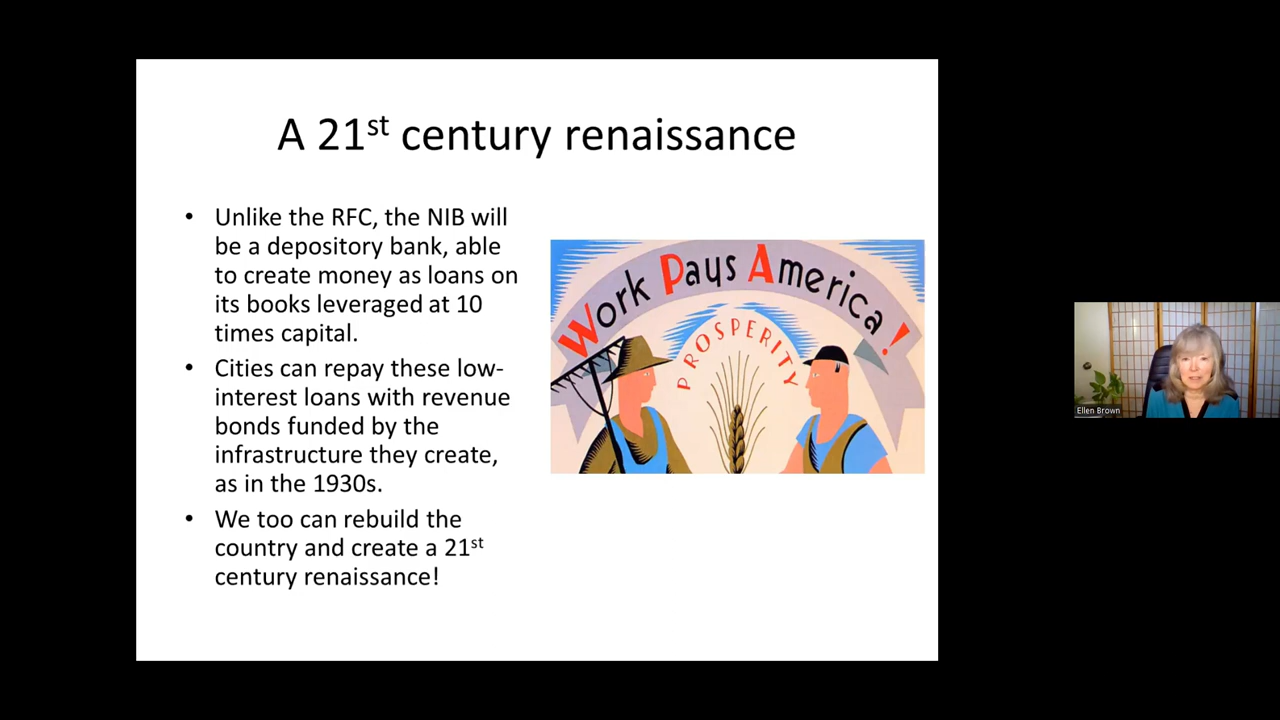 A 21st century renaissance
• Unlike the RFC, the NIB will
be a depository bank, able
to create money as loans on
its books leveraged at 10
times capital.
• Cities can repay these low-
interest loans with revenue
bonds funded by the
infrastructure they create,
as in the 1930s.
• We too can rebuild the
country and create a 21st
century renaissance!
Work Pays America!
PROSPERITY
Ellen Brown